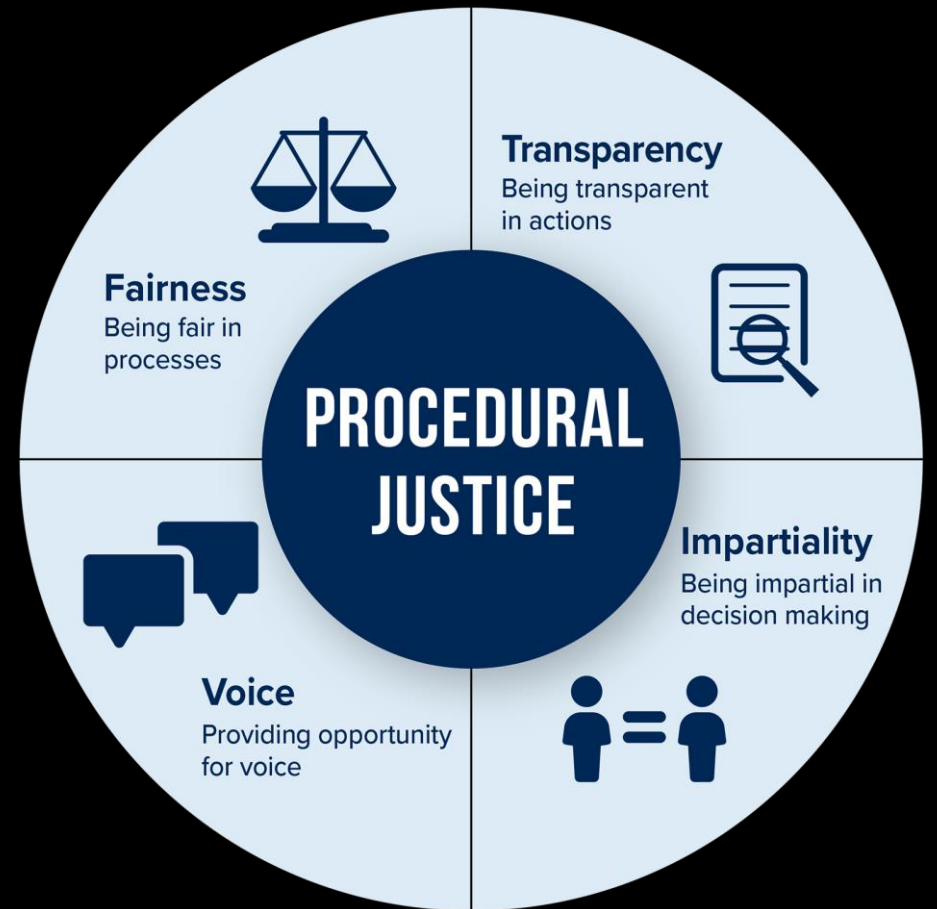 Transparency
Being transparent
in actions
Fairness
Being fair in
processes
PROCEDURAL
JUSTICE
Impartiality
Being impartial in
decision making
Voice
Providing opportunity
for voice